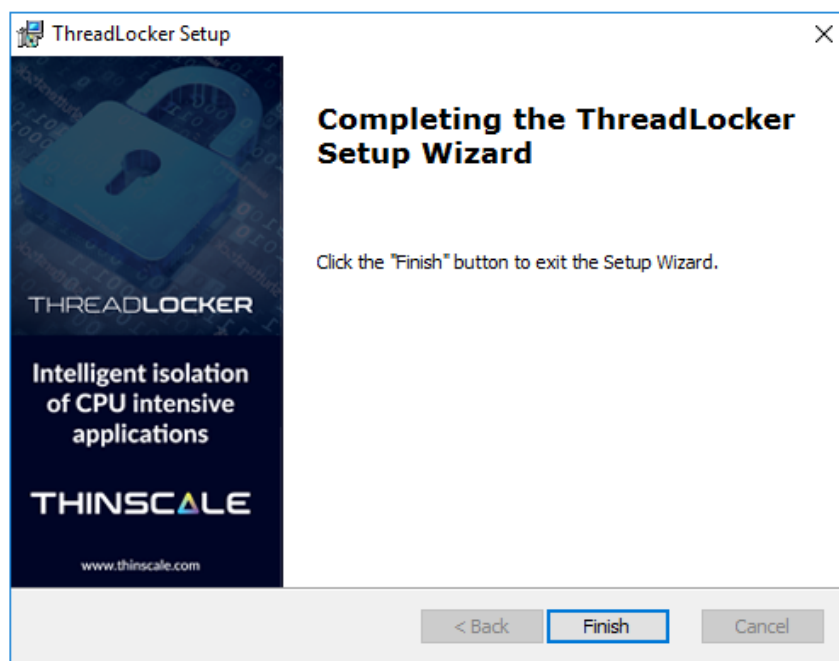 ThreadLocker Setup
Completing the ThreadLocker
Setup Wizard
Click the "Finish" button to exit the Setup Wizard.
THREADLOCKER
Intelligent isolation
of CPU intensive
applications
THINSCALE
www.thinscale.com
< Back
Finish
Cancel